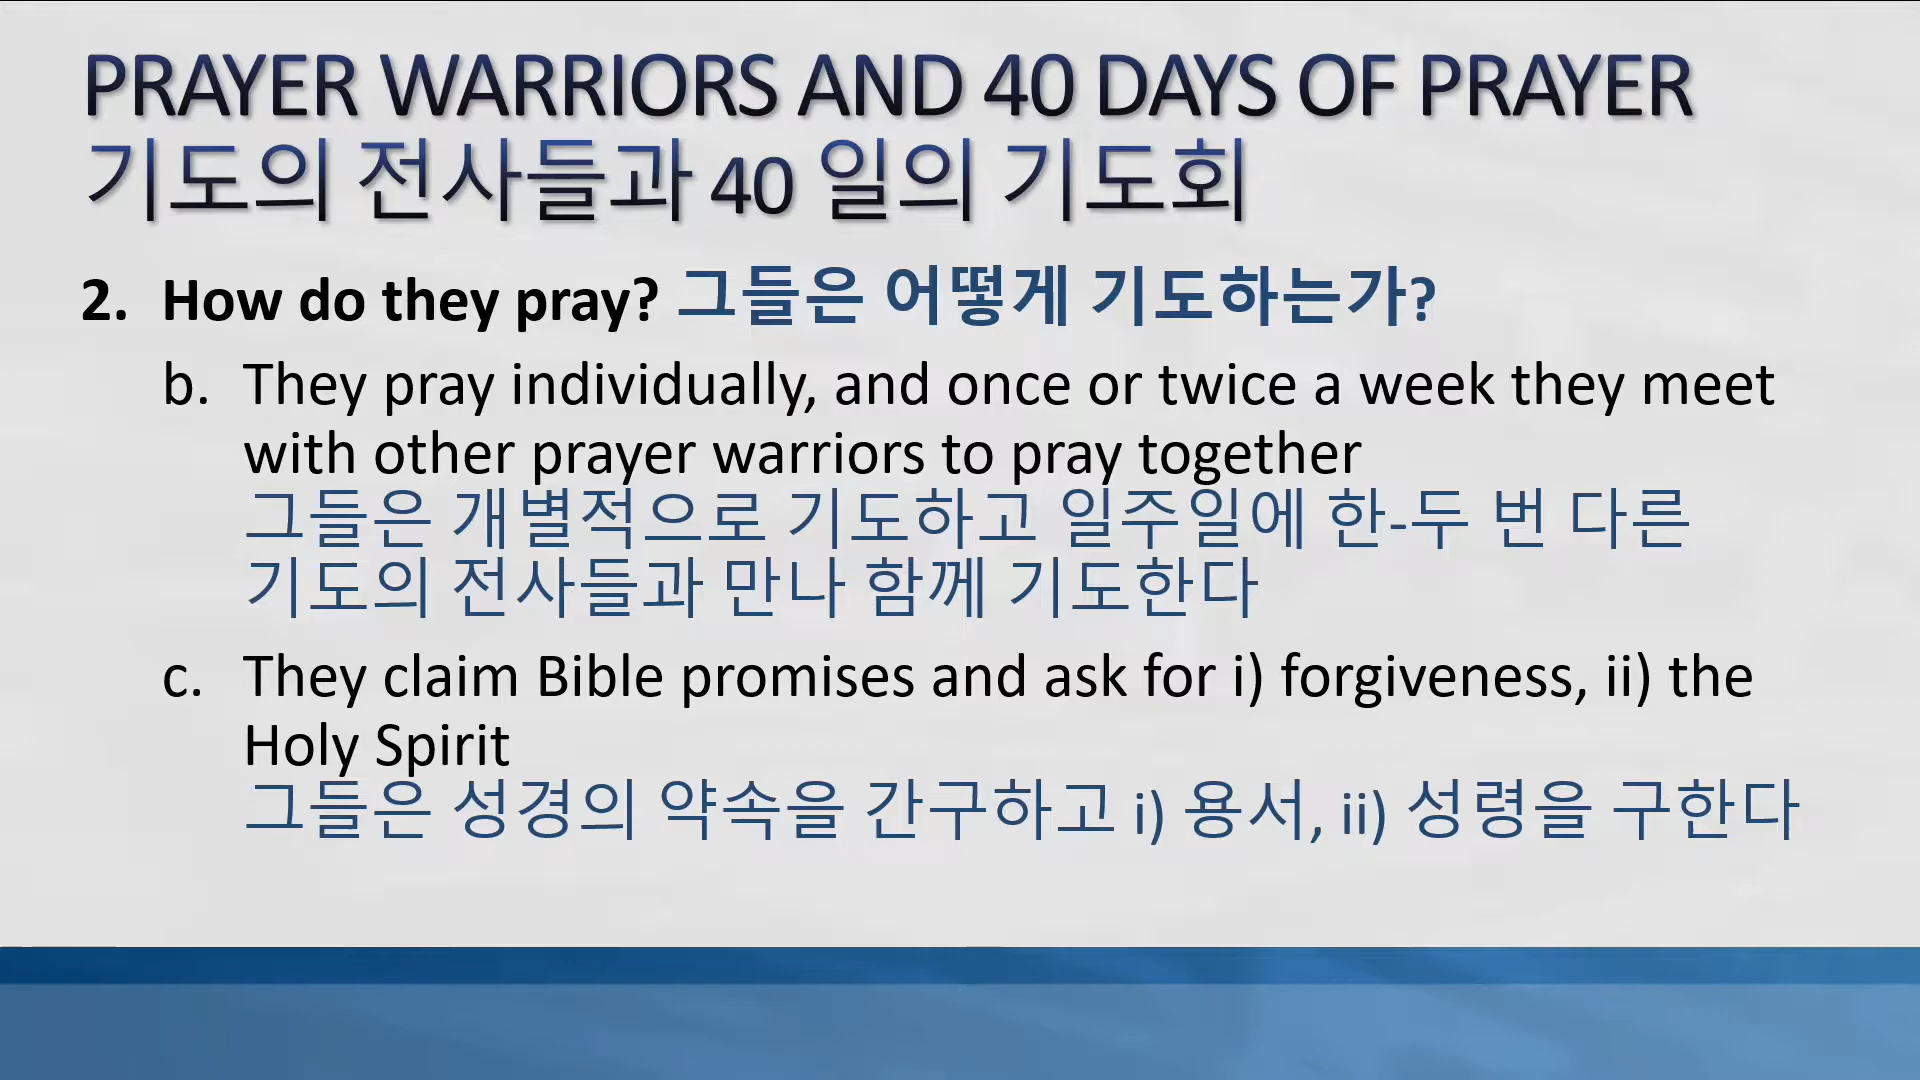 PRAYER WARRIORS AND 40 DAYS OF PRAYER
기도의 전사들과 40 일의 기도회
2. How do they pray? 그들은 어떻게 기도하는가?
b. They pray individually, and once or twice a week they meet
with other prayer warriors to pray together
그들은 개별적으로 기도하고 일주일에 한-두 번 다른
기도의 전사들과 만나 함께 기도한다
c. They claim Bible promises and ask for i) forgiveness, ii) the
Holy Spirit
그들은 성경의 약속을 간구하고 i) 용서, ii) 성령을 구한다